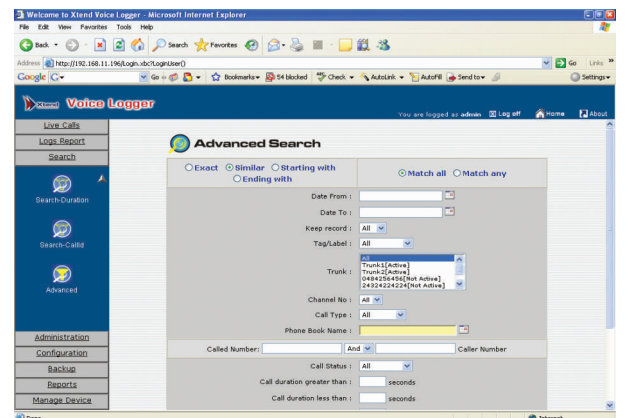 Welcome to Xtend Voice Logger - Microsoft Internet Explorer
File Edit View Favorites Tools Help
Back Search Favorites
Address http://192.168.11.196/Login.xbc?LoginUser() Go Links »
Google G Go Bookmarks 54 blocked Check AutoLink AutoFill Send to Settings
Xtend Voice Logger
You are logged as admin Log off Home About
Live Calls
Logs Report
Search
Search-Duration
Search-CallId
Advanced
Administration
Configuration
Backup
Reports
Manage Device
Advanced Search
Exact Similar Starting with
Ending with
Match all Match any
Date From :
Date To :
Keep record : All
Tag/Label : All
Trunk : All
Trunk1[Active]
Trunk2[Active]
0484256456[Not Active]
24324224224[Not Active]
Channel No : All
Call Type : All
Phone Book Name :
Called Number: And Caller Number
Call Status : All
Call duration greater than : seconds
Call duration less than : seconds
Done Internet